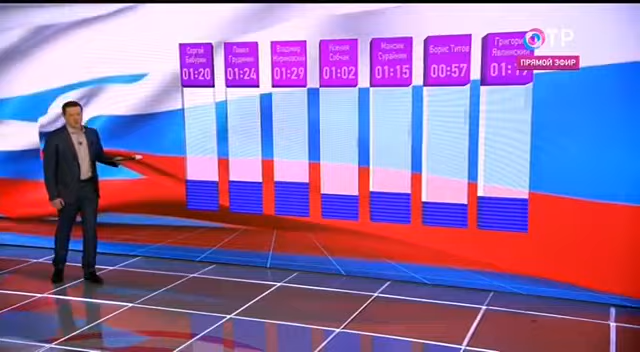 Сергей
Бабурин
01:20
Павел
Грудинин
01:24
Владимир
Жириновский
01:29
Ксения
Собчак
01:02
Максим
Сурайкин
01:15
Борис Титов
00:57
Григорий
Явлинский
ОТР
ПРЯМОЙ ЭФИР